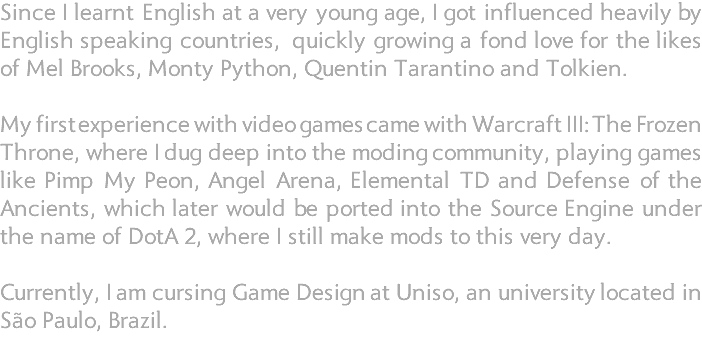 Since I learnt English at a very young age, I got influenced heavily by
English speaking countries, quickly growing a fond love for the likes
of Mel Brooks, Monty Python, Quentin Tarantino and Tolkien.
My first experience with video games came with Warcraft III: The Frozen
Throne, where I dug deep into the moding community, playing games
like Pimp My Peon, Angel Arena, Elemental TD and Defense of the
Ancients, which later would be ported into the Source Engine under
the name of DotA 2, where I still make mods to this very day.
Currently, I am cursing Game Design at Uniso, an university located in
São Paulo, Brazil.